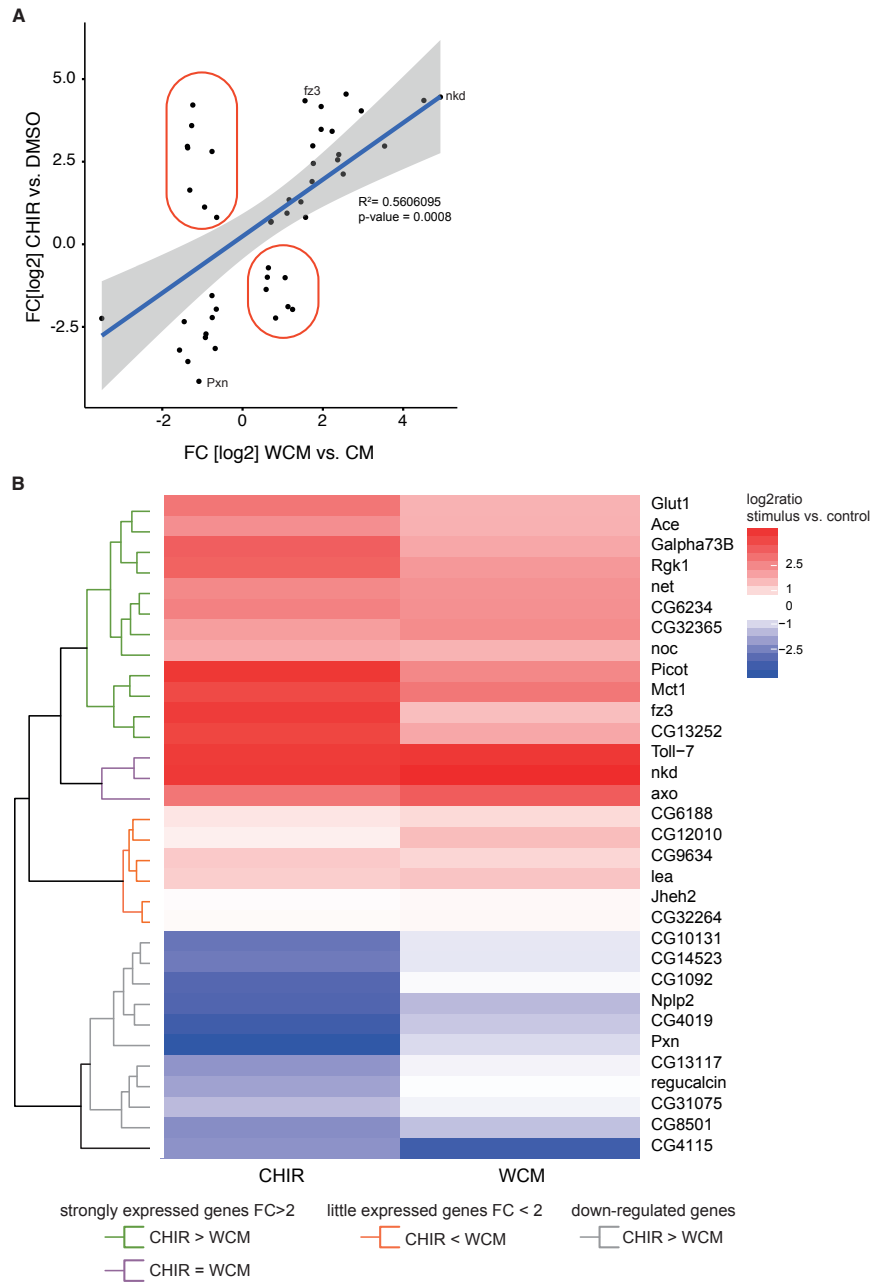 A
FC[log2] CHIR vs. DMSO
5.0
2.5
0.0
-2.5
fz3
nkd
R²= 0.5606095
p-value = 0.0008
Pxn
-2
0
2
4
FC [log2] WCM vs. CM
B
Glut1
Ace
Galpha73B
Rgk1
net
CG6234
CG32365
noc
Picot
Mct1
fz3
CG13252
Toll−7
nkd
axo
CG6188
CG12010
CG9634
lea
Jheh2
CG32264
CG10131
CG14523
CG1092
Nplp2
CG4019
Pxn
CG13117
regucalcin
CG31075
CG8501
CG4115
log2ratio
stimulus vs. control
2.5
1
0
−1
−2.5
CHIR
WCM
strongly expressed genes FC>2
CHIR > WCM
CHIR = WCM
little expressed genes FC < 2
CHIR < WCM
down-regulated genes
CHIR > WCM